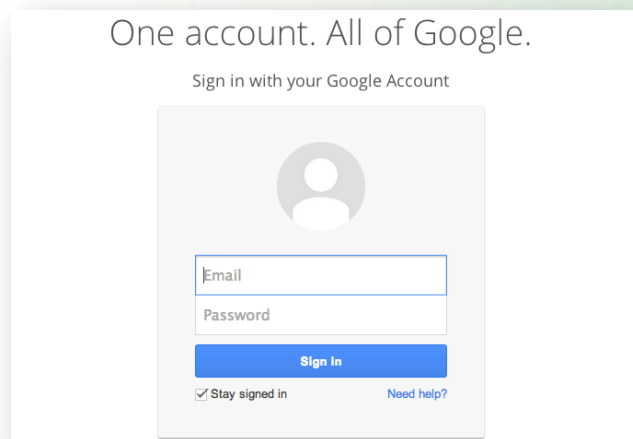 One account. All of Google.
Sign in with your Google Account
Email
Password
Sign in
Stay signed in Need help?